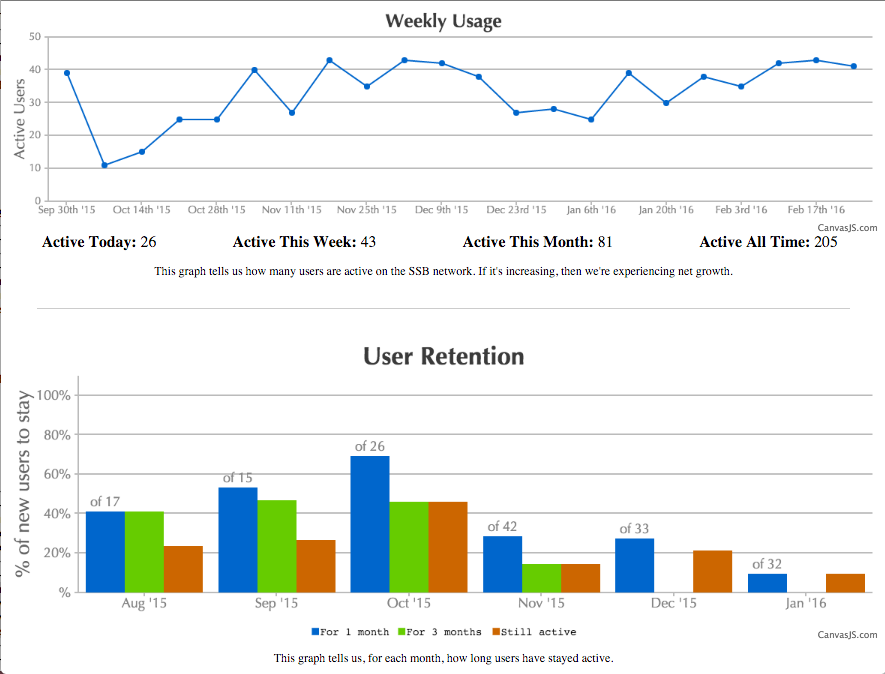 Weekly Usage
Active Users
50
40
30
20
10
0
Sep 30th '15 Oct 14th '15 Oct 28th '15 Nov 11th '15 Nov 25th '15 Dec 9th '15 Dec 23rd '15 Jan 6th '16 Jan 20th '16 Feb 3rd '16 Feb 17th '16
CanvasJS.com
Active Today: 26 Active This Week: 43 Active This Month: 81 Active All Time: 205
This graph tells us how many users are active on the SSB network. If it's increasing, then we're experiencing net growth.
User Retention
% of new users to stay
100%
80%
60%
40%
20%
%
of 17 of 15 of 26 of 42 of 33 of 32
Aug '15 Sep '15 Oct '15 Nov '15 Dec '15 Jan '16
For 1 month For 3 months Still active
CanvasJS.com
This graph tells us, for each month, how long users have stayed active.